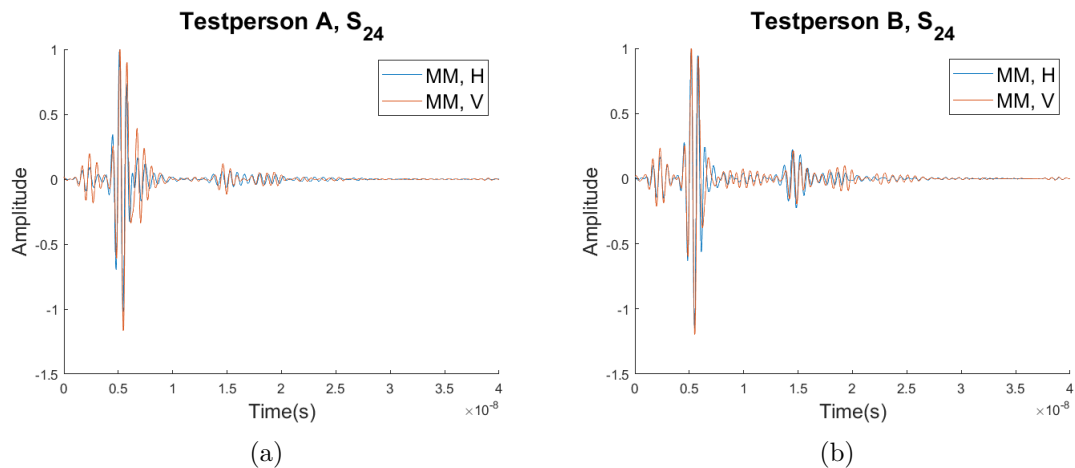 Testperson A, S24
Amplitude
1
0.5
0
-0.5
-1
-1.5
MM, H
MM, V
0 0.5 1 1.5 2 2.5 3 3.5 4
×10-8
Time(s)
(a)
Testperson B, S24
Amplitude
1
0.5
0
-0.5
-1
-1.5
MM, H
MM, V
0 0.5 1 1.5 2 2.5 3 3.5 4
×10-8
Time(s)
(b)